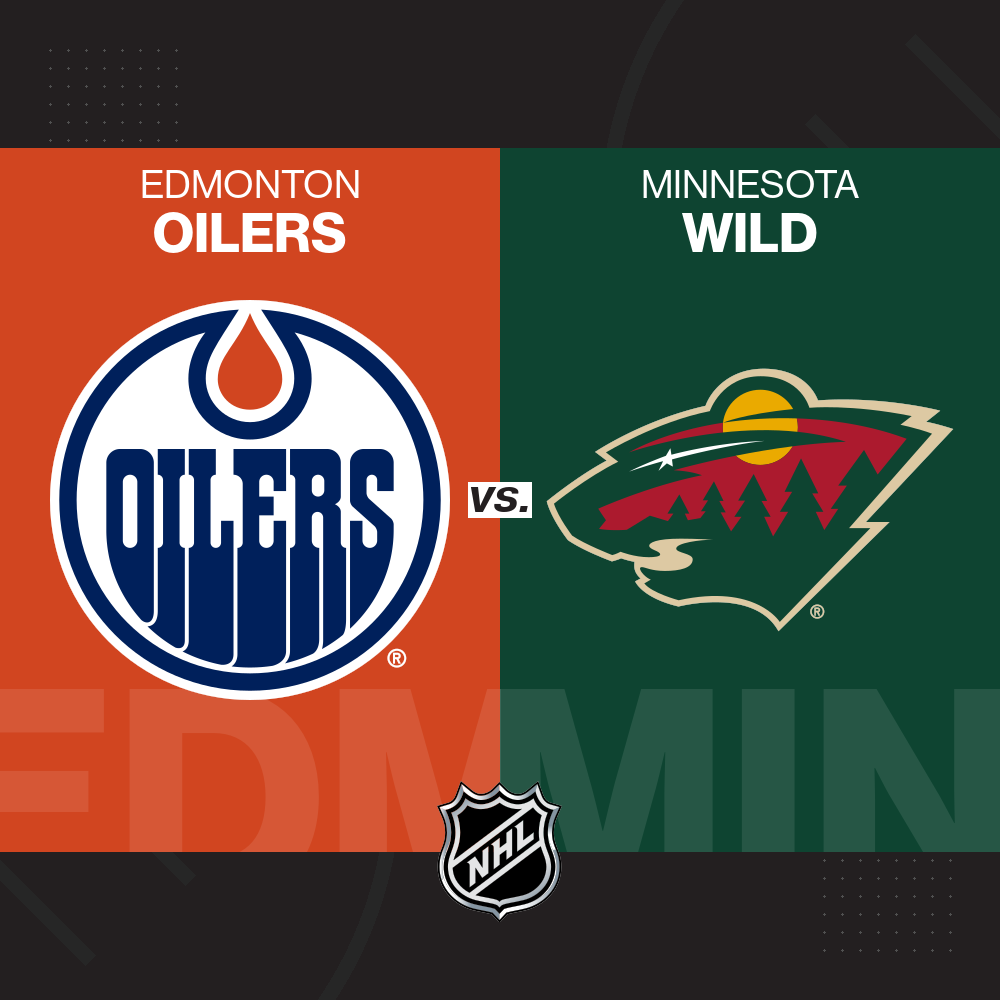 EDMONTON
OILERS
MINNESOTA
WILD
OILERS
®
VS.
®
EDM
MIN
NHL